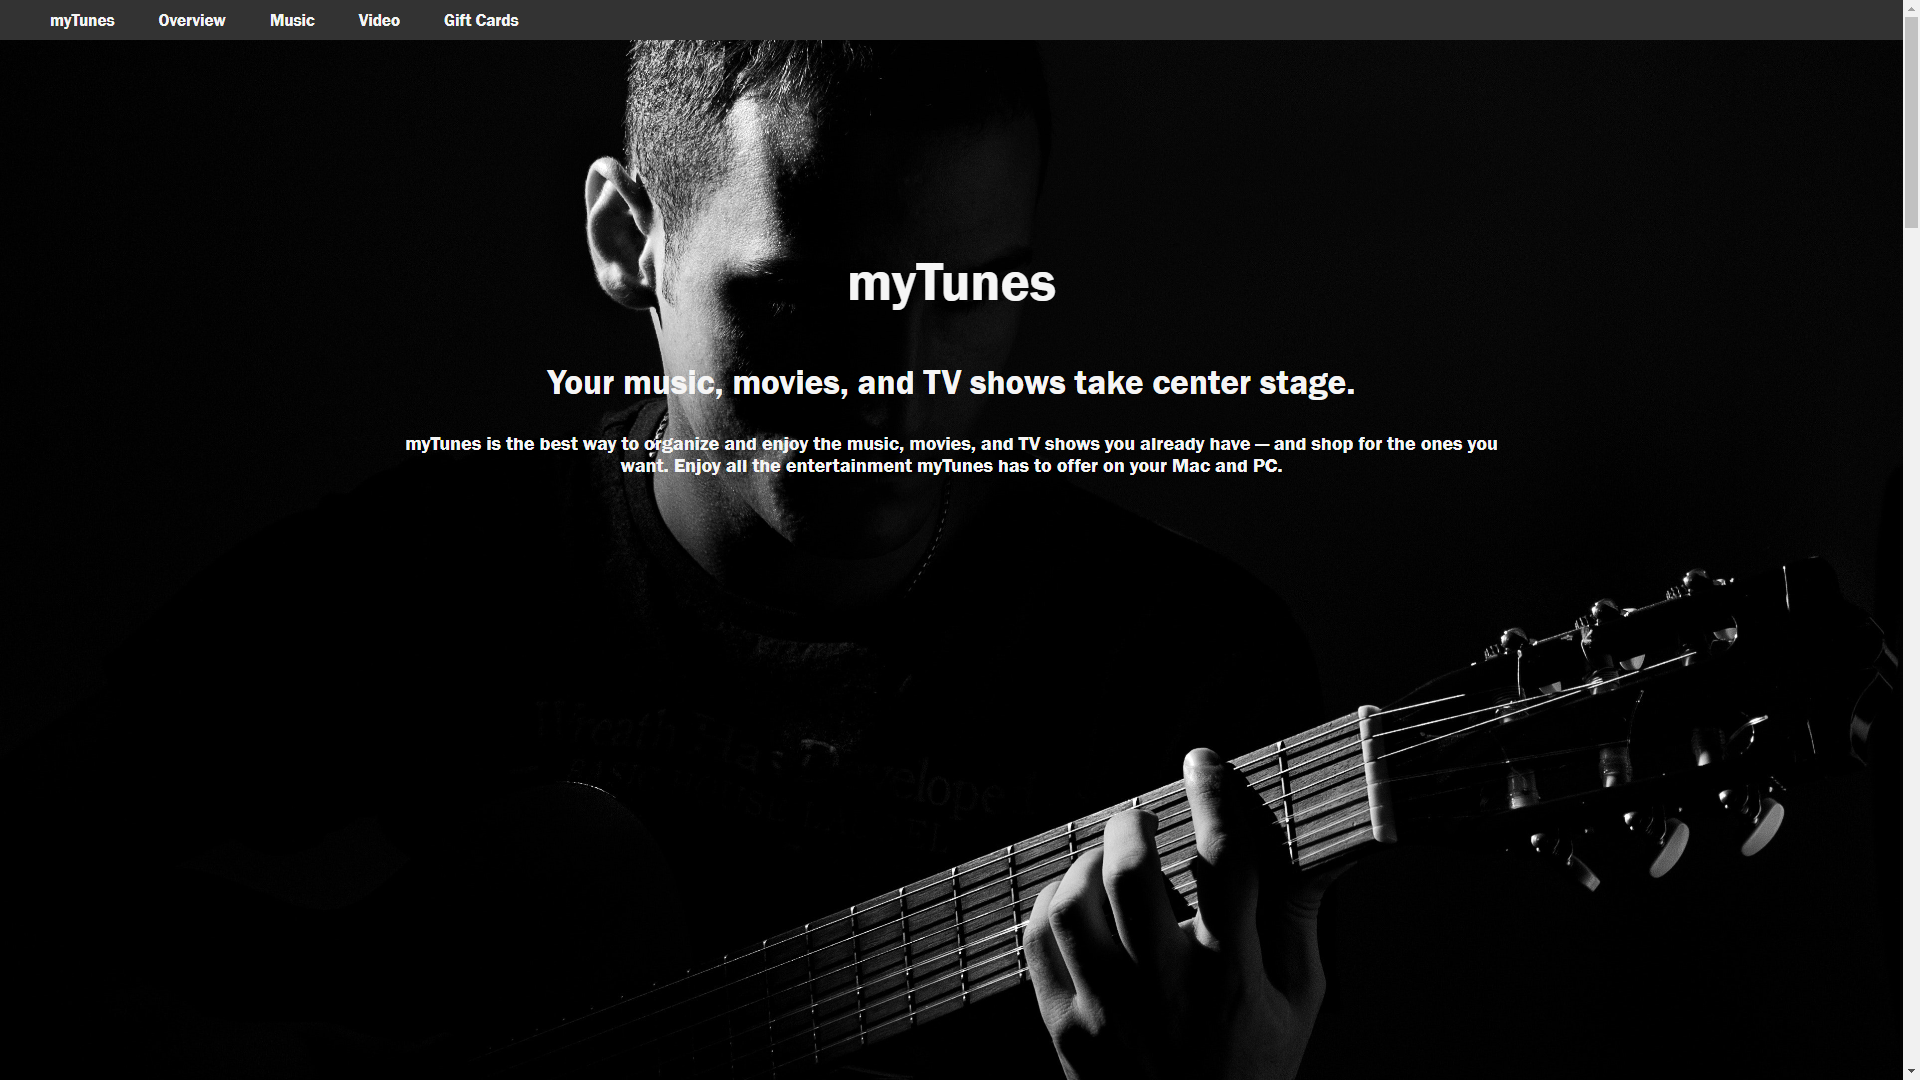 myTunes Overview Music Video Gift Cards
myTunes
Your music, movies, and TV shows take center stage.
myTunes is the best way to organize and enjoy the music, movies, and TV shows you already have — and shop for the ones you
want. Enjoy all the entertainment myTunes has to offer on your Mac and PC.